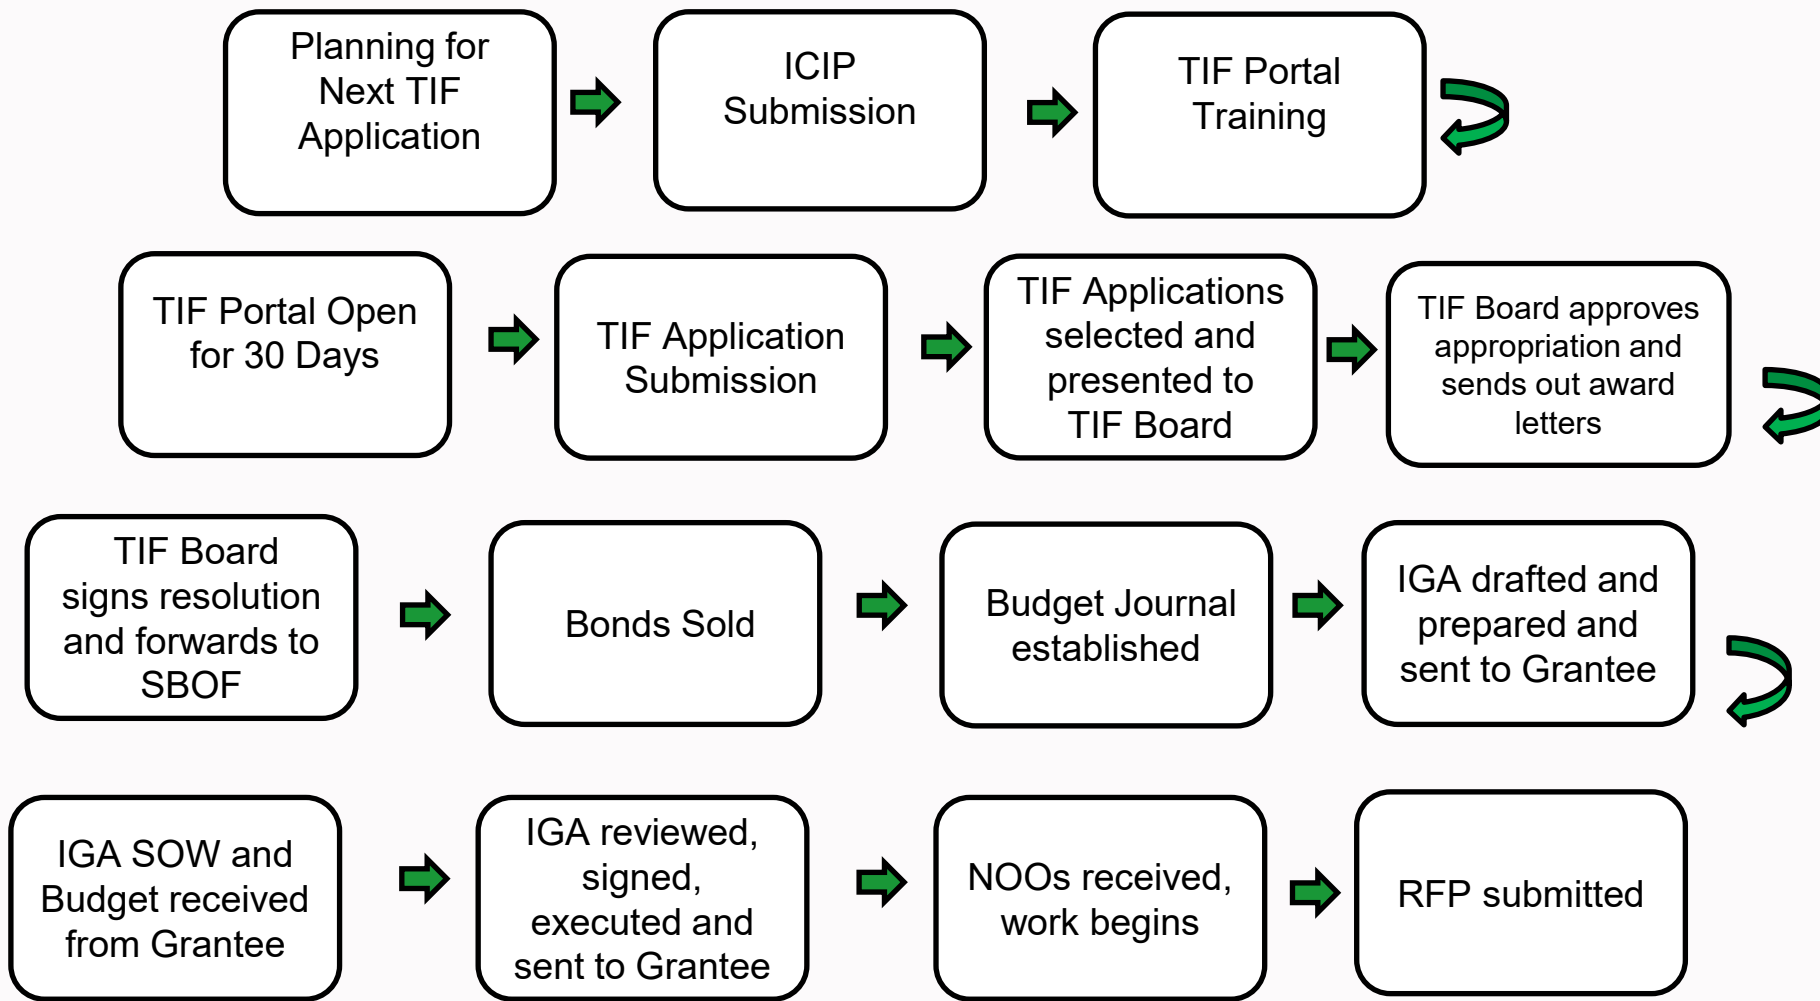 Planning for
Next TIF
Application
ICIP
Submission
TIF Portal
Training
TIF Portal Open
for 30 Days
TIF Application
Submission
TIF Applications
selected and
presented to
TIF Board
TIF Board approves
appropriation and
sends out award
letters
TIF Board
signs resolution
and forwards to
SBOF
Bonds Sold
Budget Journal
established
IGA drafted and
prepared and
sent to Grantee
IGA SOW and
Budget received
from Grantee
IGA reviewed,
signed,
executed and
sent to Grantee
NOOs received,
work begins
RFP submitted